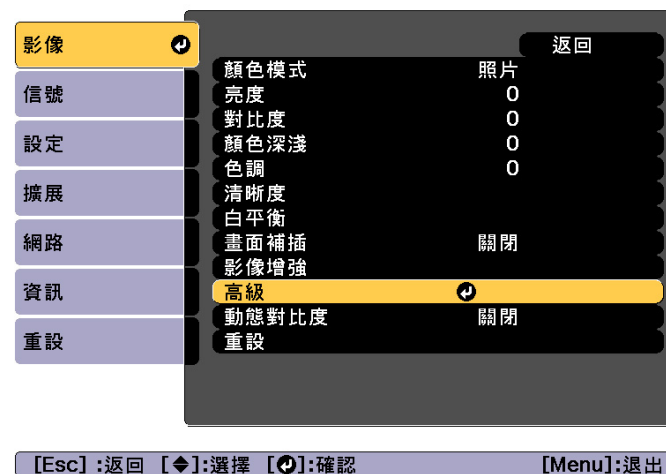 影像
信號
設定
擴展
網路
資訊
重設
返回
顏色模式 照片
亮度 0
對比度 0
顏色深淺 0
色調 0
清晰度
白平衡
畫面補插 關閉
影像增強
高級
動態對比度 關閉
重設
[Esc] :返回 [◆]:選擇 [↵]:確認 [Menu]:退出